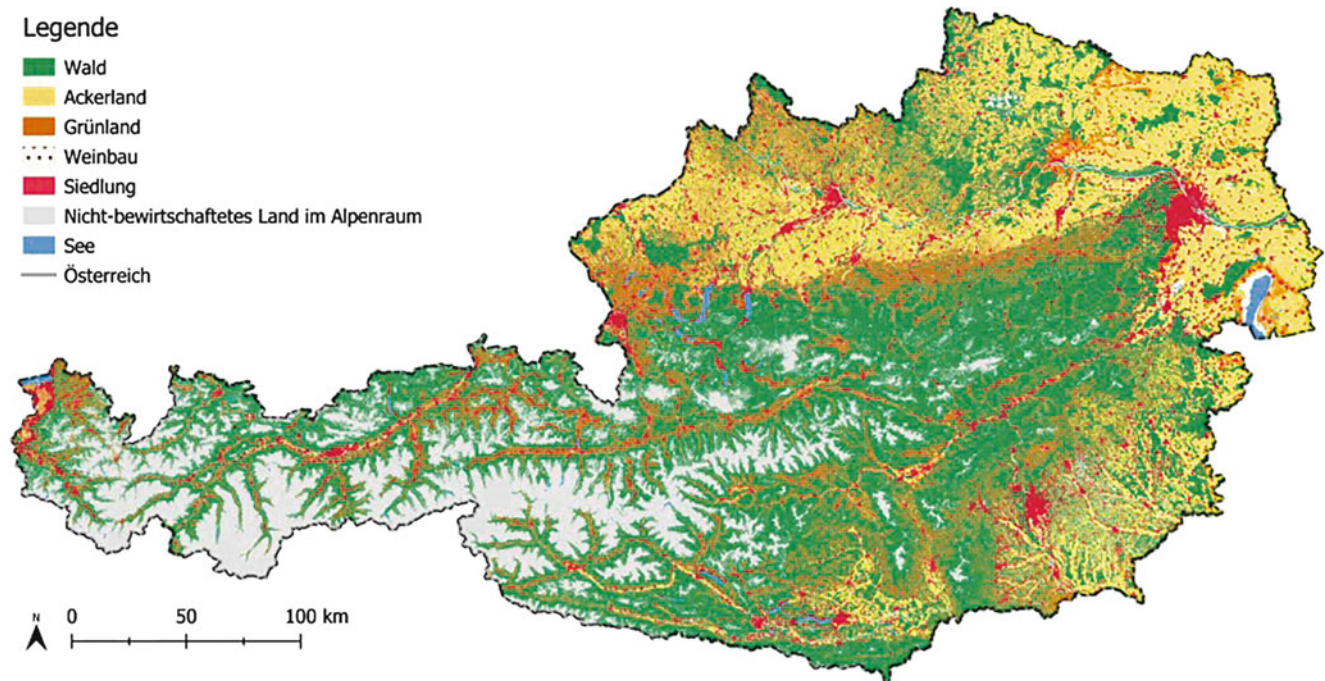 Legende
Wald
Ackerland
Grünland
Weinbau
Siedlung
Nicht-bewirtschaftetes Land im Alpenraum
See
Österreich
N
0 50 100 km